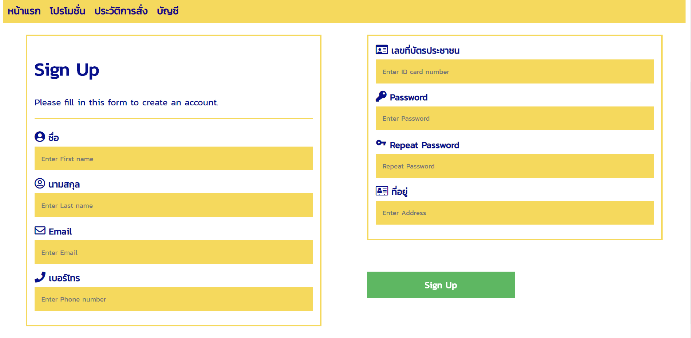 หน้าแรก โปรโมชั่น ประวัติการสั่ง บัญชี
Sign Up
Please fill in this form to create an account.
ชื่อ
Enter First name
นามสกุล
Enter Last name
Email
Enter Email
เบอร์โทร
Enter Phone number
เลขที่บัตรประชาชน
Enter ID card number
Password
Enter Password
Repeat Password
Repeat Password
ที่อยู่
Enter Address
Sign Up